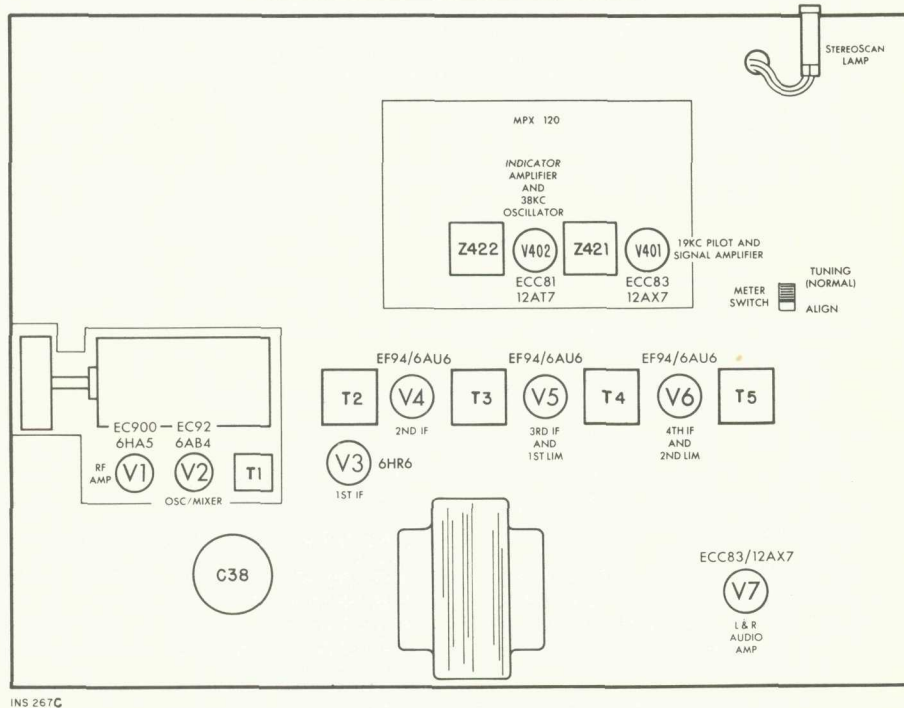 STEREOSCAN
LAMP
MPX 120
INDICATOR
AMPLIFIER
AND
38KC
OSCILLATOR
Z422
V402
Z421
V401
19KC PILOT AND
SIGNAL AMPLIFIER
ECC81
12AT7
ECC83
12AX7
METER
SWITCH
TUNING
(NORMAL)
ALIGN
EF94/6AU6
EF94/6AU6
EF94/6AU6
T2
V4
T3
V5
T4
V6
T5
2ND IF
3RD IF
AND
1ST LIM
4TH IF
AND
2ND LIM
EC900
6HA5
EC92
6AB4
RF
AMP
V1
V2
T1
OSC/MIXER
V3
6HR6
1ST IF
C38
ECC83/12AX7
V7
L & R
AUDIO
AMP
INS 267C